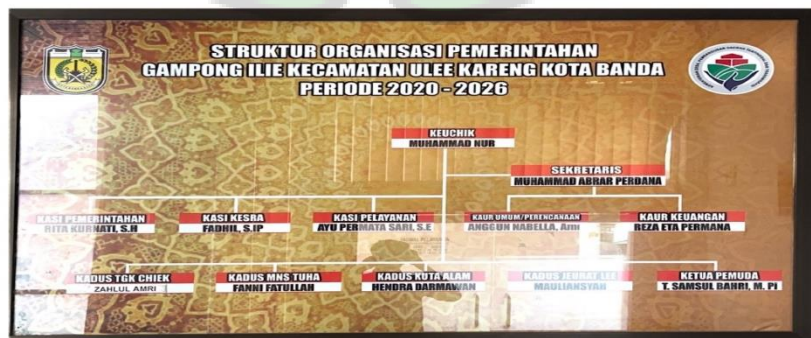 STRUKTUR ORGANISASI PEMERINTAHAN
GAMPONG ILIE KECAMATAN ULEE KARENG KOTA BANDA
PERIODE 2020 - 2026
KEUCHIK
MUHAMMAD NUR
SEKRETARIS
MUHAMMAD ABRAR PERDANA
KASI PEMERINTAHAN
RITA KURNATI, S.H
KASI KESRA
FADHIL, S.IP
KASI PELAYANAN
AYU PERMATA SARI, S.E
KAUR UMUM/PERENCANAAN
ANGGUN NABELLA, Amd
KAUR KEUANGAN
REZA ETA PERMANA
KADUS TGK CHIEK
ZAHLUL AMRI
KADUS MNS TUHA
FANNI FATULLAH
KADUS KUTA ALAM
HENDRA DARMAWAN
KADUS JEURAT LEE
MAULIANSYAH
KETUA PEMUDA
T. SAMSUL BAHRI, M. PI